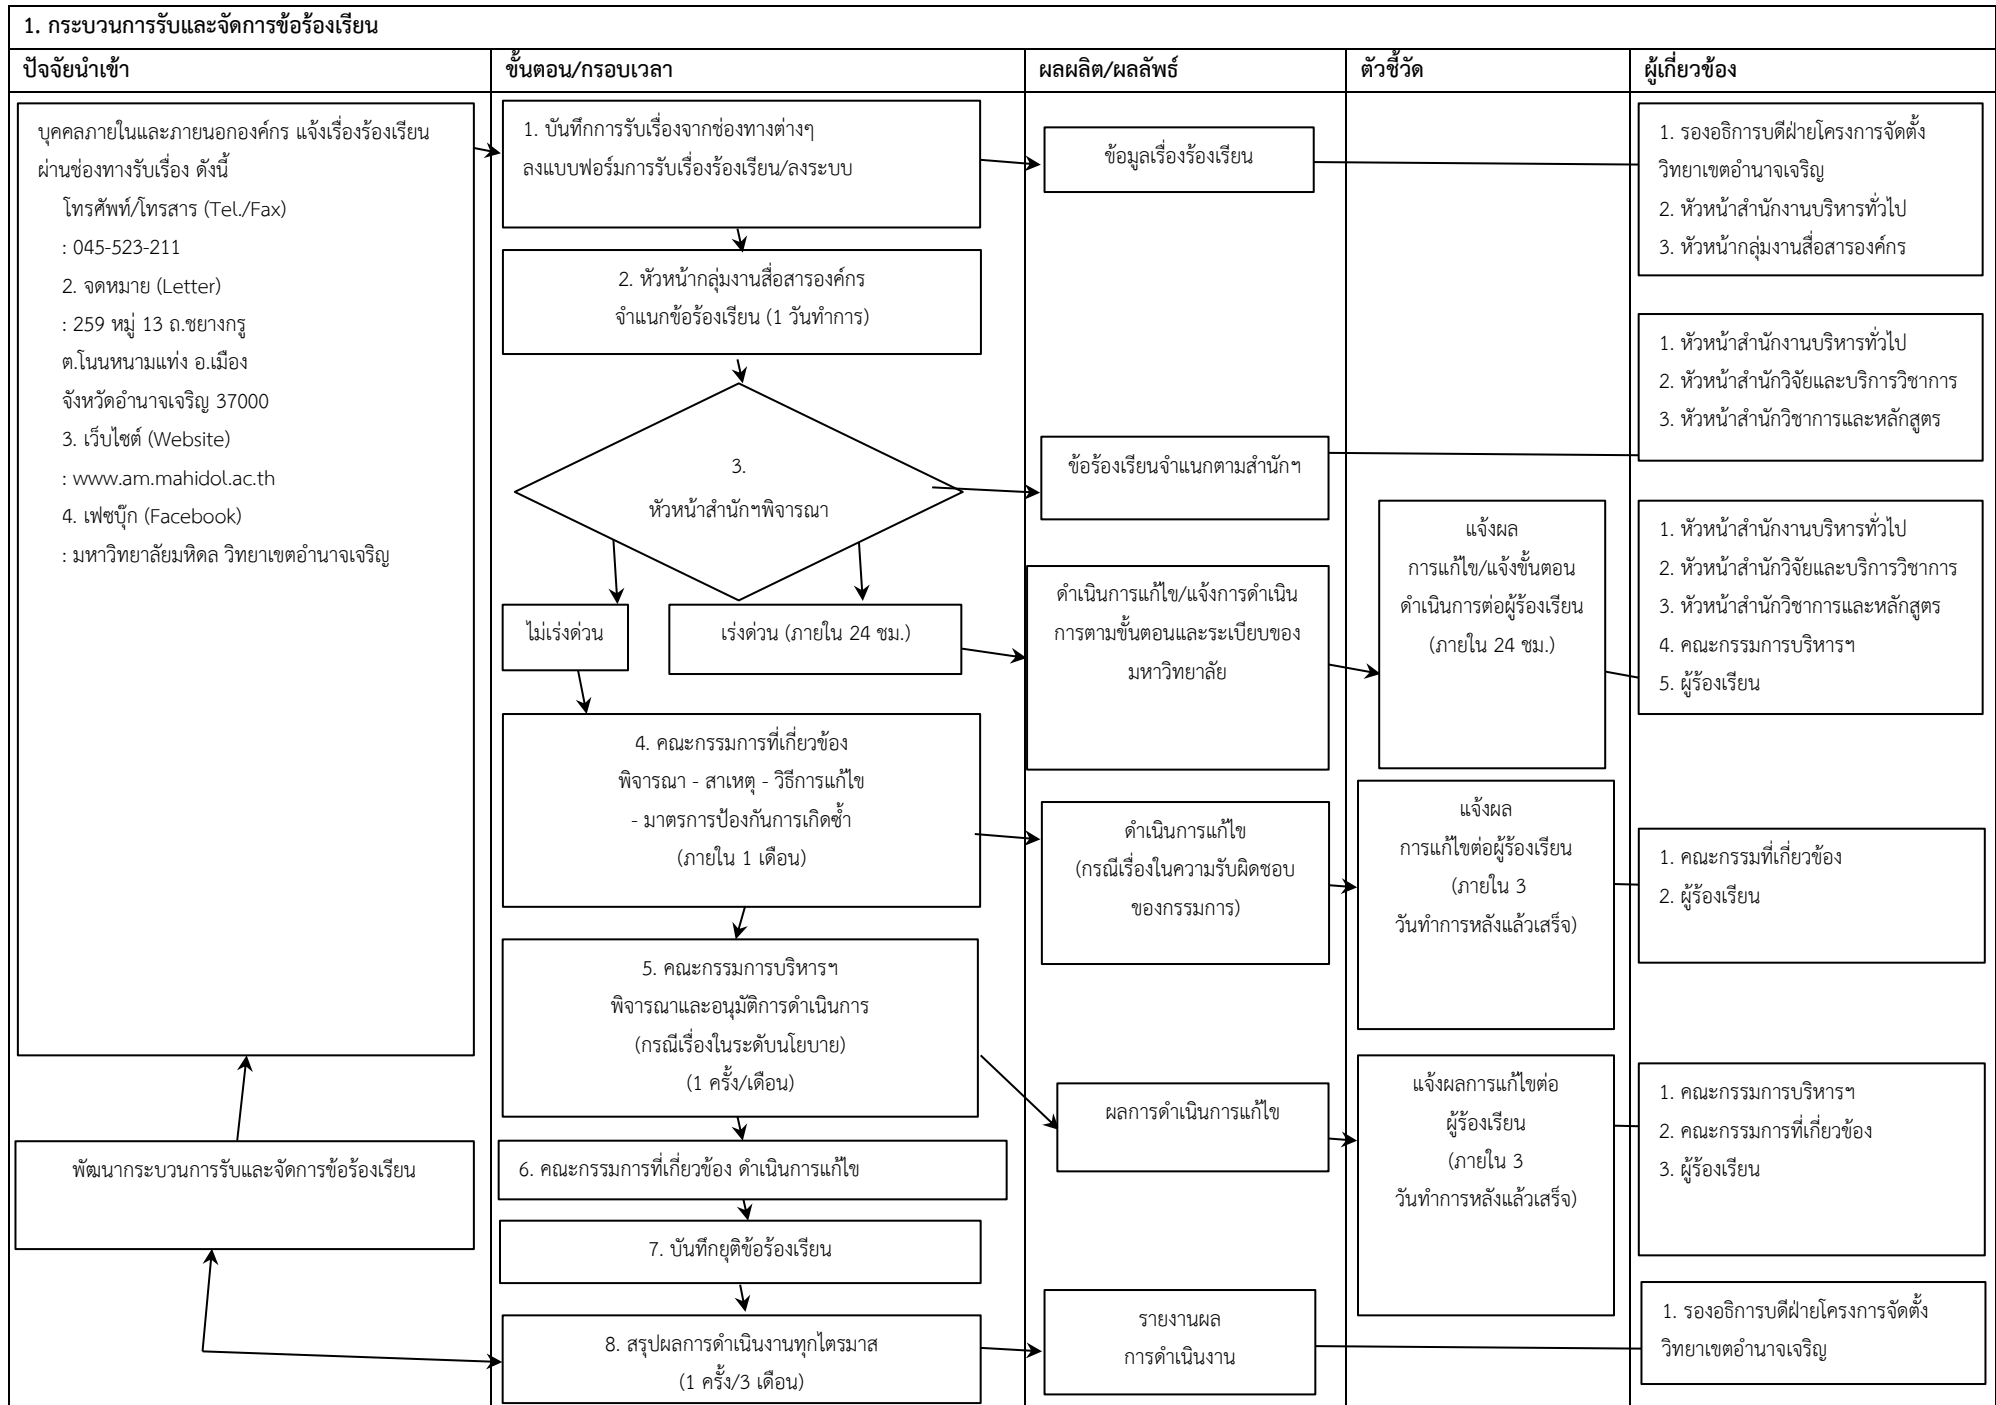 1. กระบวนการรับและจัดการข้อร้องเรียน
ปัจจัยนำเข้า
ขั้นตอน/กรอบเวลา
ผลผลิต/ผลลัพธ์
ตัวชี้วัด
ผู้เกี่ยวข้อง
บุคคลภายในและภายนอกองค์กร แจ้งเรื่องร้องเรียน
ผ่านช่องทางรับเรื่อง ดังนี้
โทรศัพท์/โทรสาร (Tel./Fax)
: 045-523-211
2. จดหมาย (Letter)
: 259 หมู่ 13 ถ.ชยางกรู
ต.โนนหนามแท่ง อ.เมือง
จังหวัดอำนาจเจริญ 37000
3. เว็บไซต์ (Website)
: www.am.mahidol.ac.th
4. เฟซบุ๊ก (Facebook)
: มหาวิทยาลัยมหิดล วิทยาเขตอำนาจเจริญ
พัฒนากระบวนการรับและจัดการข้อร้องเรียน
1. บันทึกการรับเรื่องจากช่องทางต่างๆ
ลงแบบฟอร์มการรับเรื่องร้องเรียน/ลงระบบ
2. หัวหน้ากลุ่มงานสื่อสารองค์กร
จำแนกข้อร้องเรียน (1 วันทำการ)
3.
หัวหน้าสำนักฯพิจารณา
ไม่เร่งด่วน
เร่งด่วน (ภายใน 24 ชม.)
4. คณะกรรมการที่เกี่ยวข้อง
พิจารณา - สาเหตุ - วิธีการแก้ไข
- มาตรการป้องกันการเกิดซ้ำ
(ภายใน 1 เดือน)
5. คณะกรรมการบริหารฯ
พิจารณาและอนุมัติการดำเนินการ
(กรณีเรื่องในระดับนโยบาย)
(1 ครั้ง/เดือน)
6. คณะกรรมการที่เกี่ยวข้อง ดำเนินการแก้ไข
7. บันทึกยุติข้อร้องเรียน
8. สรุปผลการดำเนินงานทุกไตรมาส
(1 ครั้ง/3 เดือน)
ข้อมูลเรื่องร้องเรียน
ข้อร้องเรียนจำแนกตามสำนักฯ
ดำเนินการแก้ไข/แจ้งการดำเนิน
การตามขั้นตอนและระเบียบของ
มหาวิทยาลัย
ดำเนินการแก้ไข
(กรณีเรื่องในความรับผิดชอบ
ของกรรมการ)
ผลการดำเนินการแก้ไข
รายงานผล
การดำเนินงาน
แจ้งผล
การแก้ไข/แจ้งขั้นตอน
ดำเนินการต่อผู้ร้องเรียน
(ภายใน 24 ชม.)
แจ้งผล
การแก้ไขต่อผู้ร้องเรียน
(ภายใน 3
วันทำการหลังแล้วเสร็จ)
แจ้งผลการแก้ไขต่อ
ผู้ร้องเรียน
(ภายใน 3
วันทำการหลังแล้วเสร็จ)
1. รองอธิการบดีฝ่ายโครงการจัดตั้ง
วิทยาเขตอำนาจเจริญ
2. หัวหน้าสำนักงานบริหารทั่วไป
3. หัวหน้ากลุ่มงานสื่อสารองค์กร
1. หัวหน้าสำนักงานบริหารทั่วไป
2. หัวหน้าสำนักวิจัยและบริการวิชาการ
3. หัวหน้าสำนักวิชาการและหลักสูตร
1. หัวหน้าสำนักงานบริหารทั่วไป
2. หัวหน้าสำนักวิจัยและบริการวิชาการ
3. หัวหน้าสำนักวิชาการและหลักสูตร
4. คณะกรรมการบริหารฯ
5. ผู้ร้องเรียน
1. คณะกรรมที่เกี่ยวข้อง
2. ผู้ร้องเรียน
1. คณะกรรมการบริหารฯ
2. คณะกรรมการที่เกี่ยวข้อง
3. ผู้ร้องเรียน
1. รองอธิการบดีฝ่ายโครงการจัดตั้ง
วิทยาเขตอำนาจเจริญ